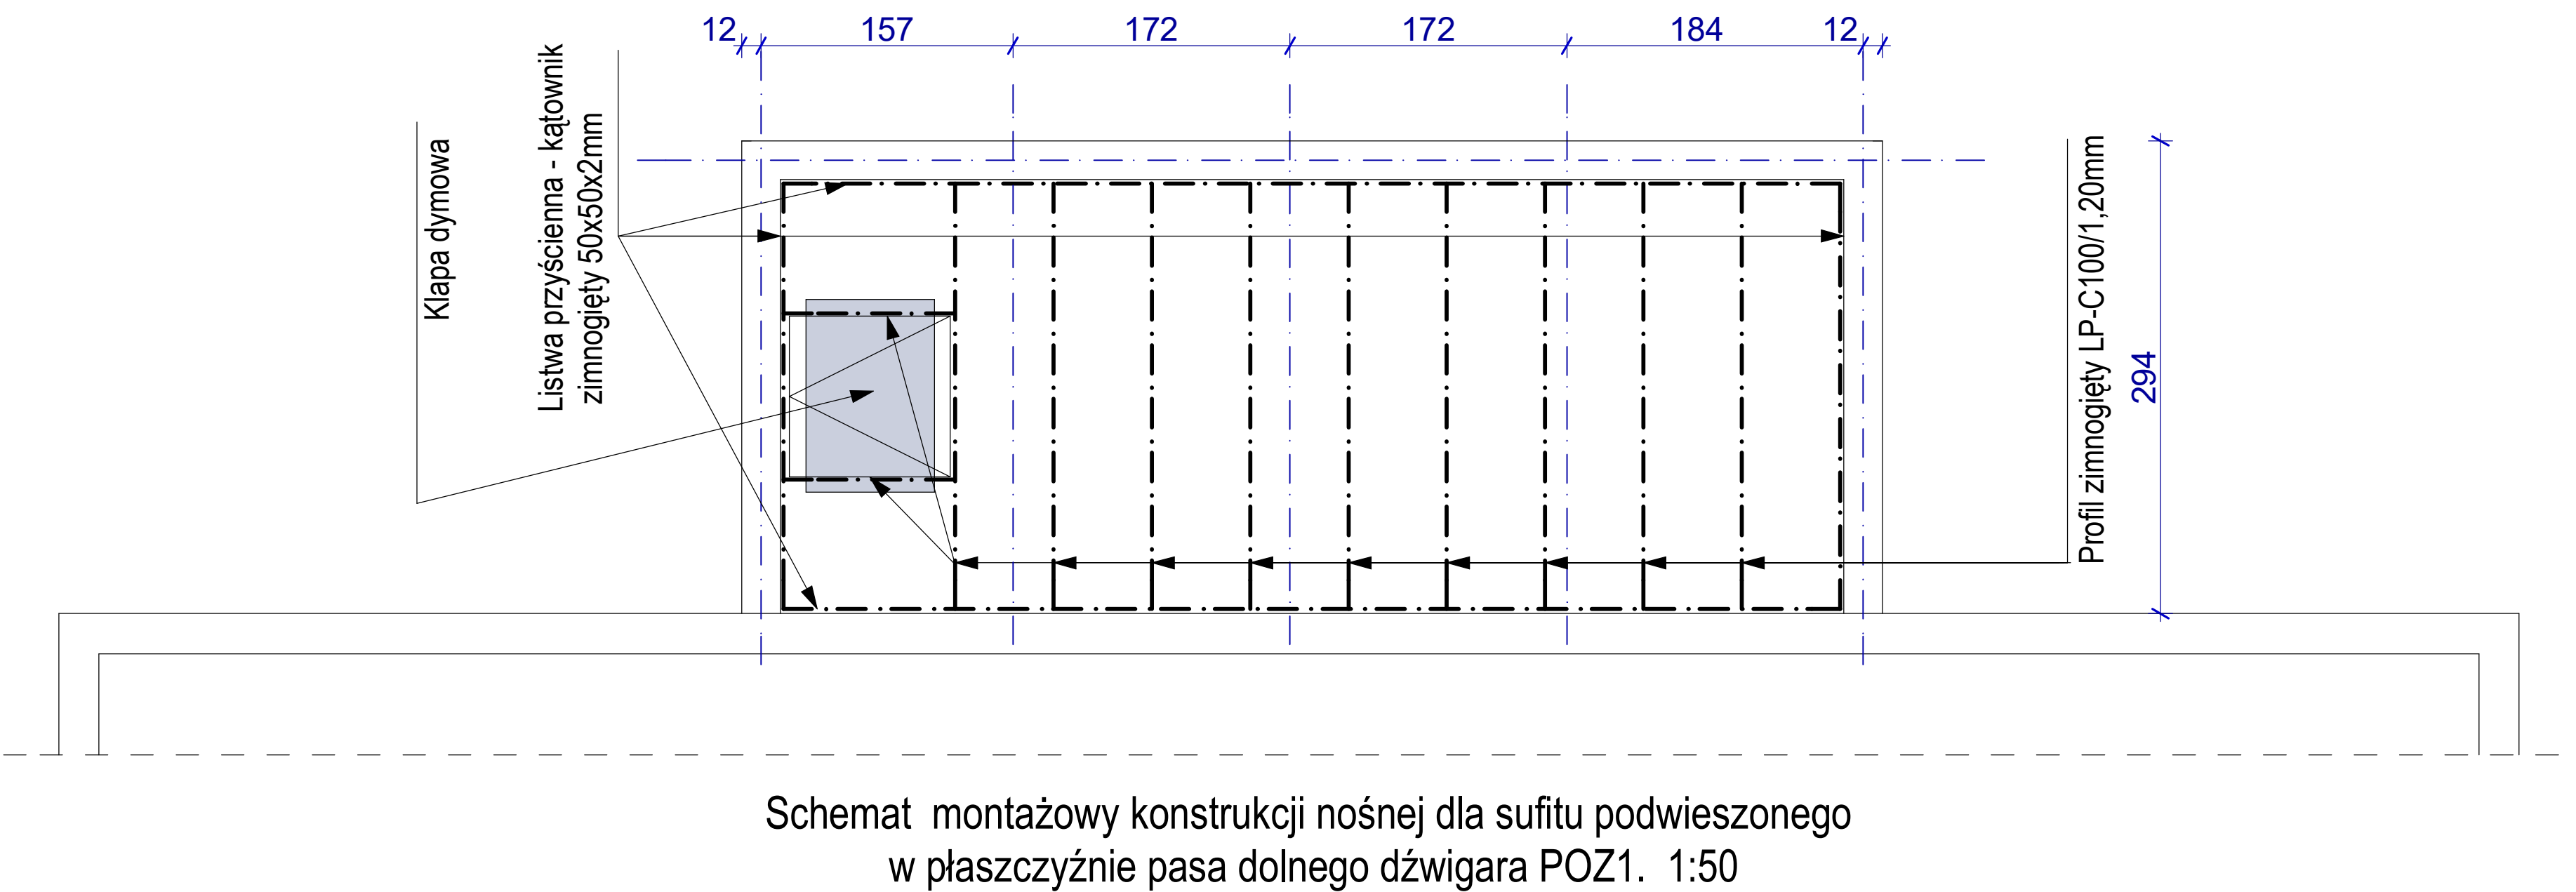 12 157 172 172 184 12
Klapa dymowa
Listwa przyścienna - kątownik
zimnogięty 50x50x2mm
Profil zimnogięty LP-C100/1,20mm
294
Schemat montażowy konstrukcji nośnej dla sufitu podwieszonego
w płaszczyźnie pasa dolnego dźwigara POZ1. 1:50